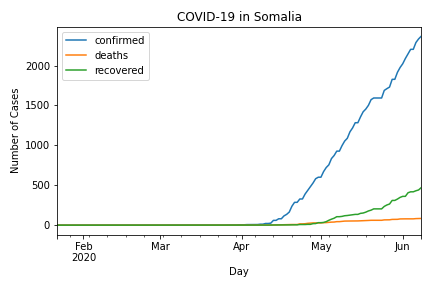 COVID-19 in Somalia
confirmed
deaths
recovered
Number of Cases
2000
1500
1000
500
0
Feb Mar Apr May Jun
2020
Day